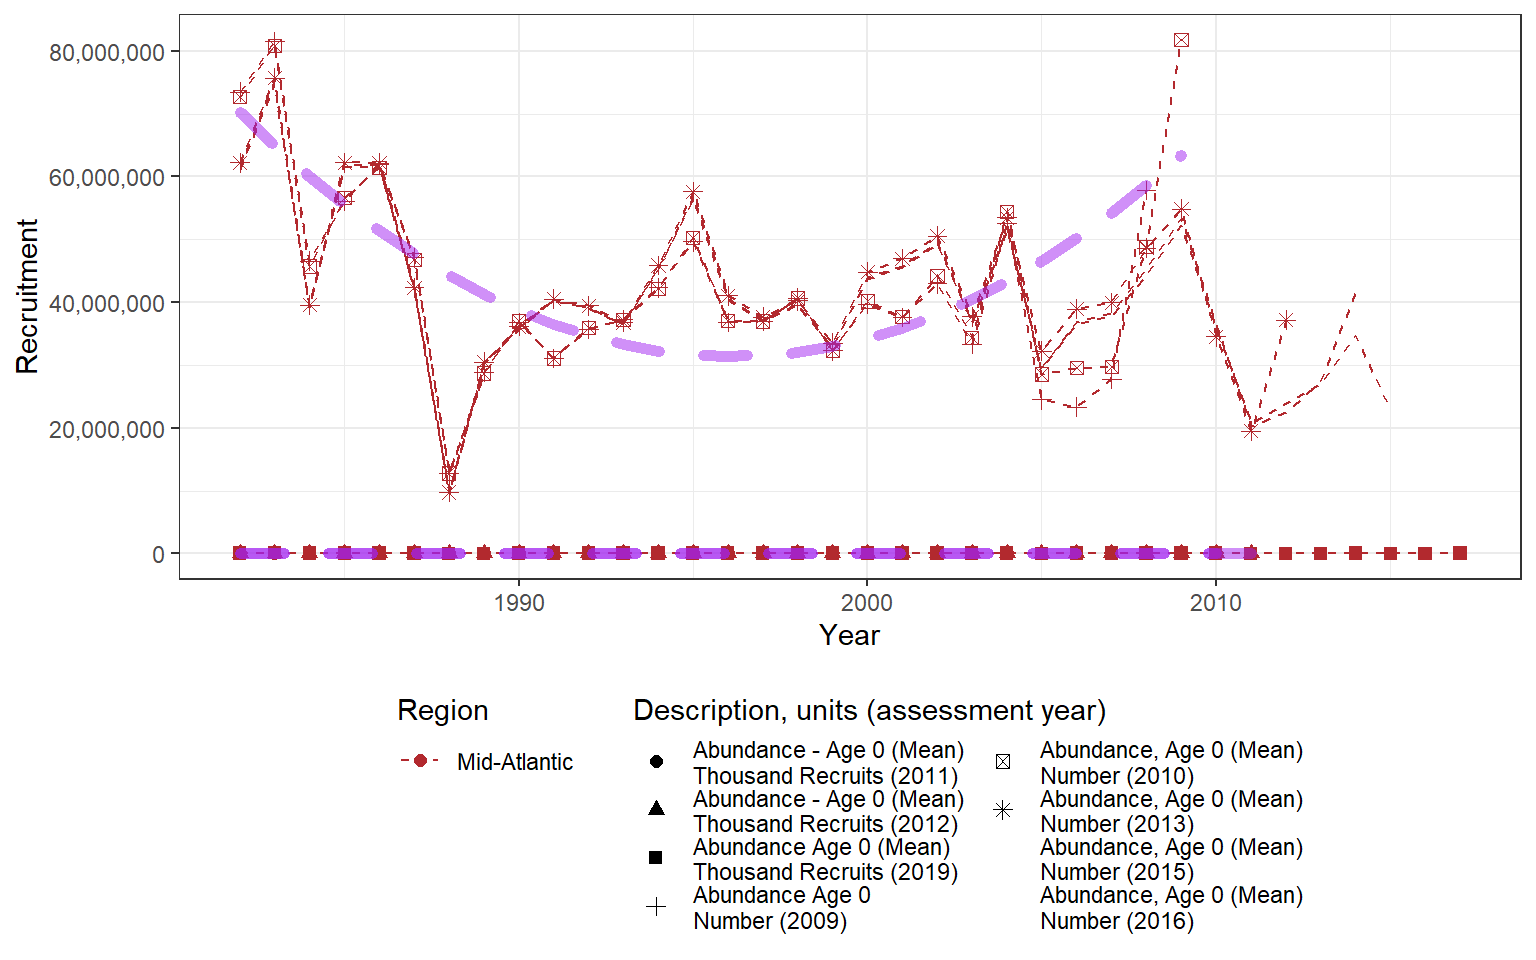 80,000,000
60,000,000
40,000,000
20,000,000
0
Recruitment
1990
2000
2010
Year
Region
Mid-Atlantic
Description, units (assessment year)
Abundance - Age 0 (Mean)
Thousand Recruits (2011)
Abundance - Age 0 (Mean)
Thousand Recruits (2012)
Abundance Age 0 (Mean)
Thousand Recruits (2019)
Abundance Age 0
Number (2009)
Abundance, Age 0 (Mean)
Number (2010)
Abundance, Age 0 (Mean)
Number (2013)
Abundance, Age 0 (Mean)
Number (2015)
Abundance, Age 0 (Mean)
Number (2016)